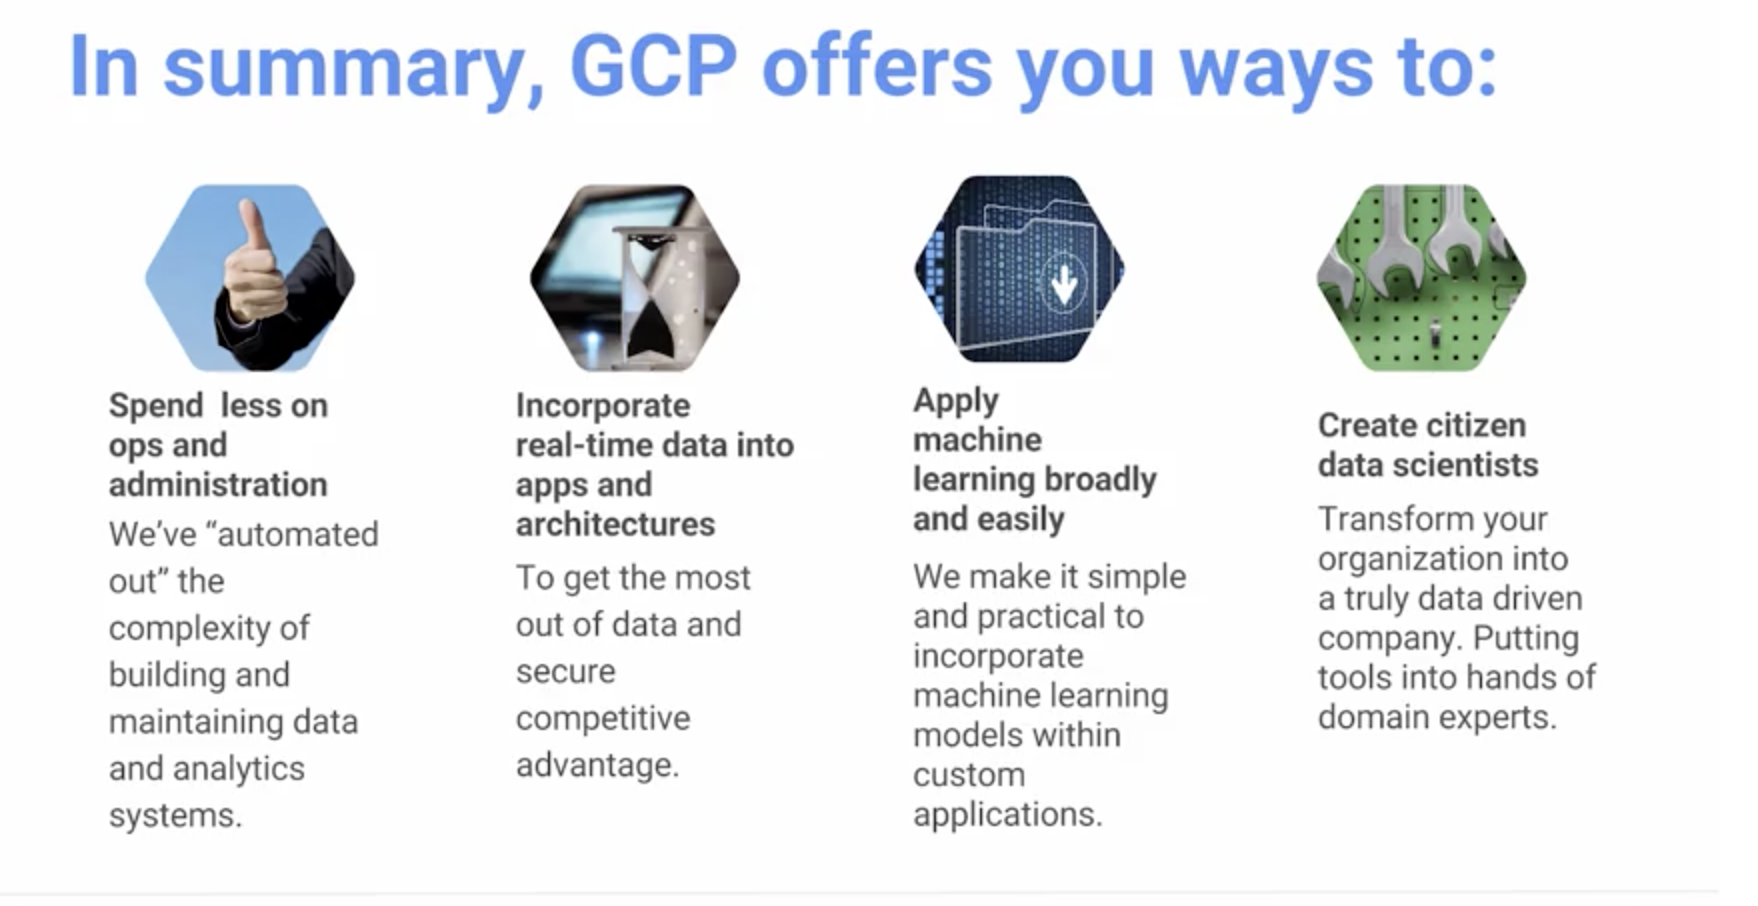 In summary, GCP offers you ways to:
Spend less on
ops and
administration
We've “automated
out” the
complexity of
building and
maintaining data
and analytics
systems.
Incorporate
real-time data into
apps and
architectures
To get the most
out of data and
secure
competitive
advantage.
Apply
machine
learning broadly
and easily
We make it simple
and practical to
incorporate
machine learning
models within
custom
applications.
Create citizen
data scientists
Transform your
organization into
a truly data driven
company. Putting
tools into hands of
domain experts.